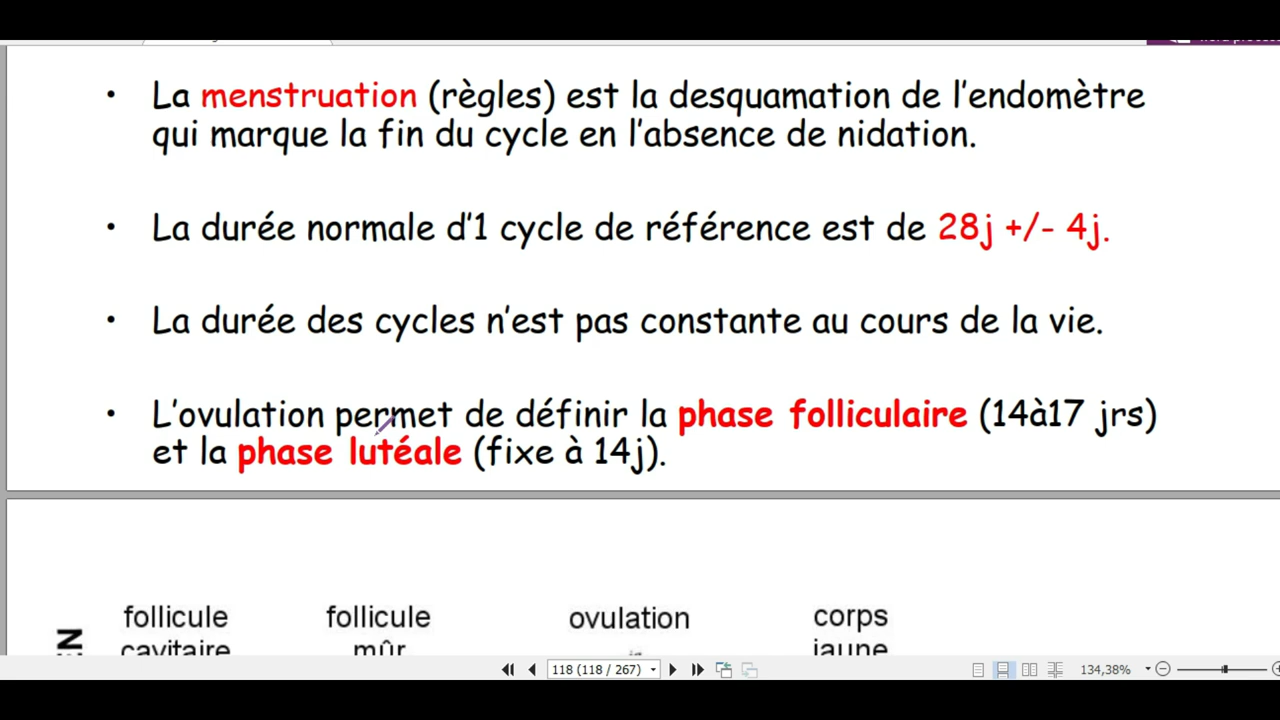 • La menstruation (règles) est la desquamation de l'endomètre
qui marque la fin du cycle en l'absence de nidation.
• La durée normale d'1 cycle de référence est de 28j +/- 4j.
• La durée des cycles n'est pas constante au cours de la vie.
• L'ovulation permet de définir la phase folliculaire (14à17 jrs)
et la phase lutéale (fixe à 14j).
follicule follicule ovulation corps
cavitaire mûr jaune
118 (118 / 267) 134,38%